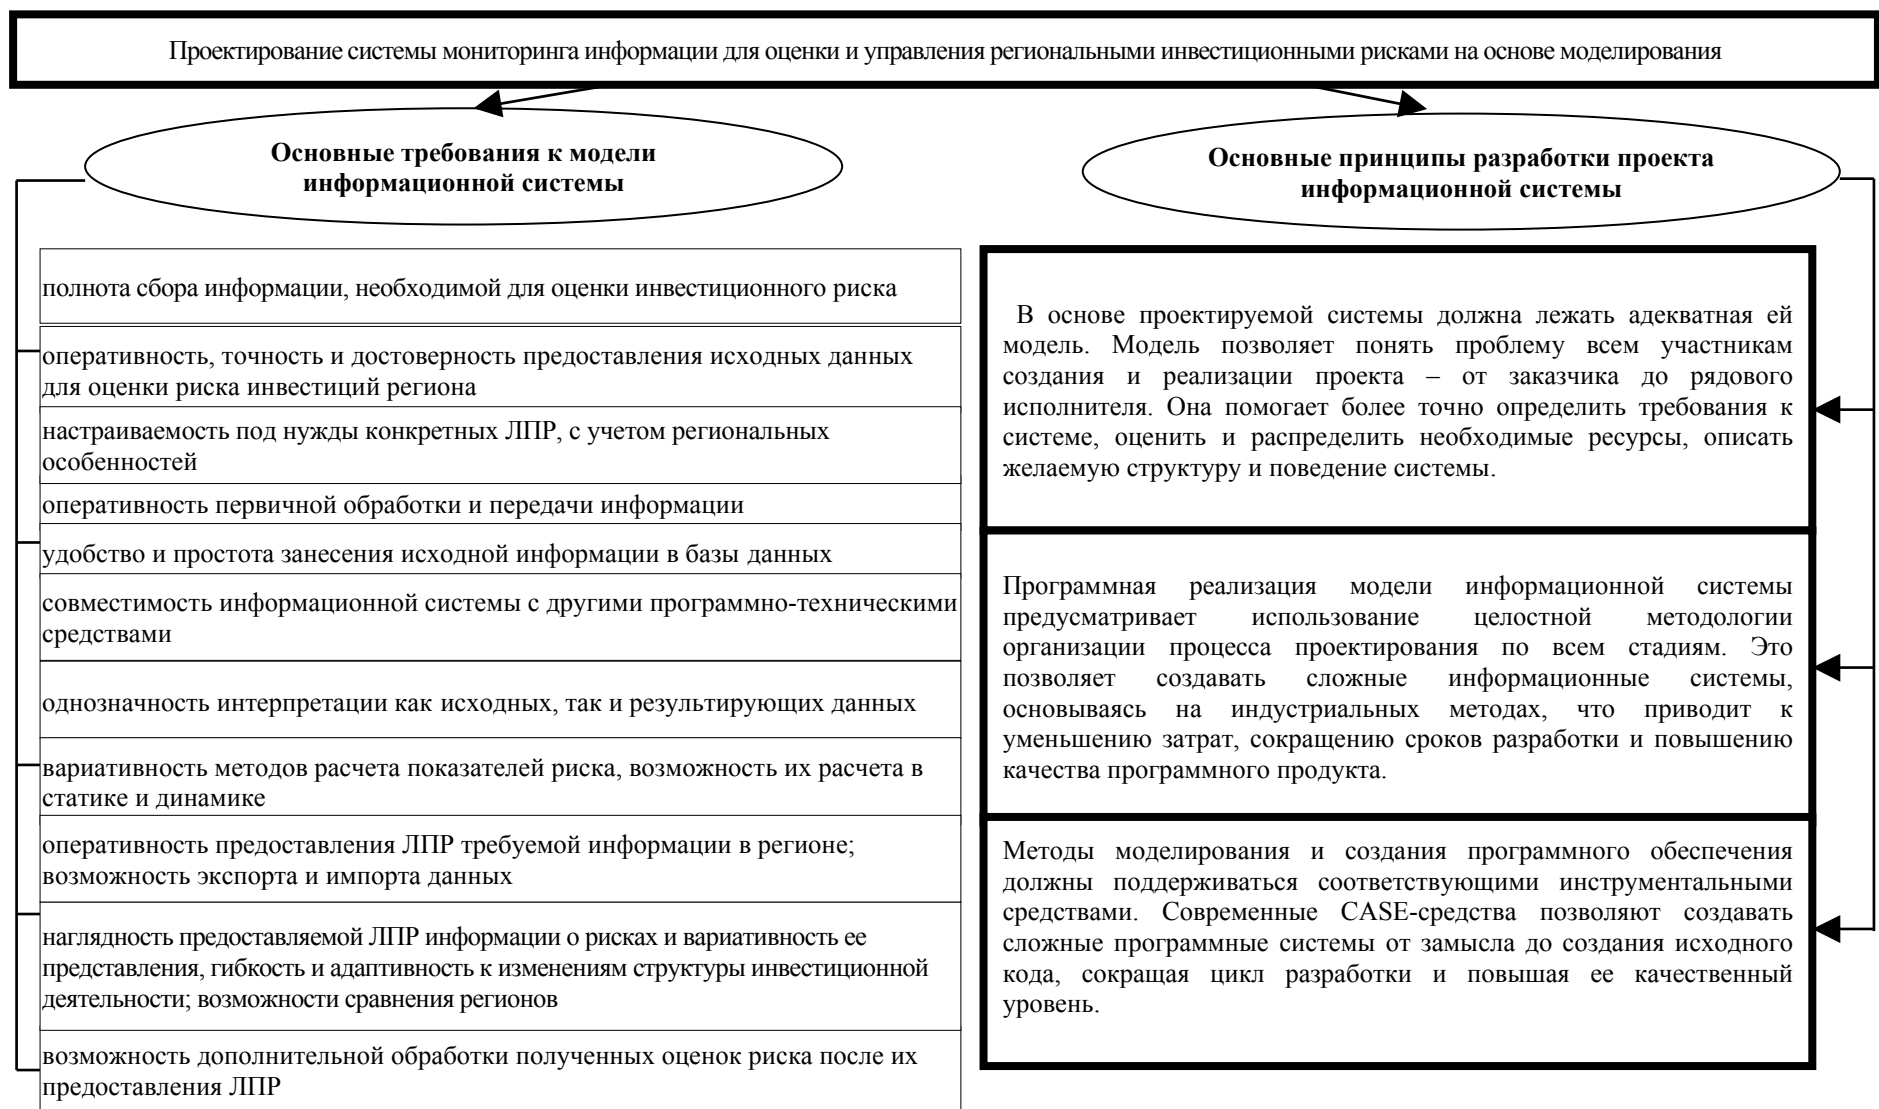 Проектирование системы мониторинга информации для оценки и управления региональными инвестиционными рисками на основе моделирования
Основные требования к модели
информационной системы
полнота сбора информации, необходимой для оценки инвестиционного риска
оперативность, точность и достоверность предоставления исходных данных
для оценки риска инвестиций региона
настраиваемость под нужды конкретных ЛПР, с учетом региональных
особенностей
оперативность первичной обработки и передачи информации
удобство и простота занесения исходной информации в базы данных
совместимость информационной системы с другими программно-техническими
средствами
однозначность интерпретации как исходных, так и результирующих данных
вариативность методов расчета показателей риска, возможность их расчета в
статике и динамике
оперативность предоставления ЛПР требуемой информации в регионе;
возможность экспорта и импорта данных
наглядность предоставляемой ЛПР информации о рисках и вариативность ее
представления, гибкость и адаптивность к изменениям структуры инвестиционной
деятельности; возможности сравнения регионов
возможность дополнительной обработки полученных оценок риска после их
предоставления ЛПР
Основные принципы разработки проекта
информационной системы
В основе проектируемой системы должна лежать адекватная ей
модель. Модель позволяет понять проблему всем участникам
создания и реализации проекта – от заказчика до рядового
исполнителя. Она помогает более точно определить требования к
системе, оценить и распределить необходимые ресурсы, описать
желаемую структуру и поведение системы.
Программная реализация модели информационной системы
предусматривает использование целостной методологии
организации процесса проектирования по всем стадиям. Это
позволяет создавать сложные информационные системы,
основываясь на индустриальных методах, что приводит к
уменьшению затрат, сокращению сроков разработки и повышению
качества программного продукта.
Методы моделирования и создания программного обеспечения
должны поддерживаться соответствующими инструментальными
средствами. Современные CASE-средства позволяют создавать
сложные программные системы от замысла до создания исходного
кода, сокращая цикл разработки и повышая ее качественный
уровень.